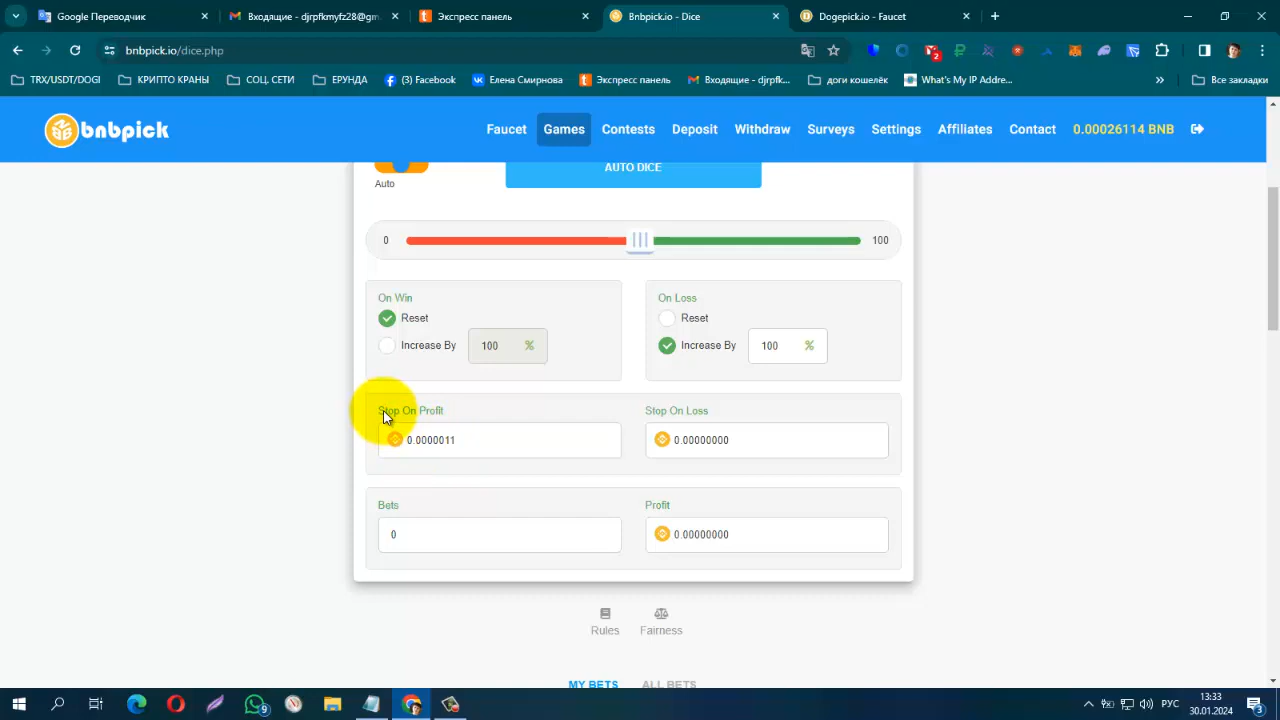 Google Переводчик
Входящие - djrpfkmyfz28@gm
Экспресс панель
Bnbpick.io - Dice
Dogepick.io - Faucet
bnbpick.io/dice.php
2
TRX/USDT/DOGI
КРИПТО КРАНЫ
СОЦ. СЕТИ
ЕРУНДА
(3) Facebook
Елена Смирнова
Экспресс панель
Входящие - djrpfk...
доги кошелёк
What's My IP Addre...
»
Все закладки
bnbpick
Faucet
Games
Contests
Deposit
Withdraw
Surveys
Settings
Affiliates
Contact
0.00026114 BNB
Auto
AUTO DICE
0
100
On Win
Reset
Increase By
100 %
On Loss
Reset
Increase By
100 %
Stop On Profit
0.0000011
Stop On Loss
0.00000000
Bets
0
Profit
0.00000000
Rules
Fairness
MY BETS
ALL BETS
9
РУС
13:33
30.01.2024
3